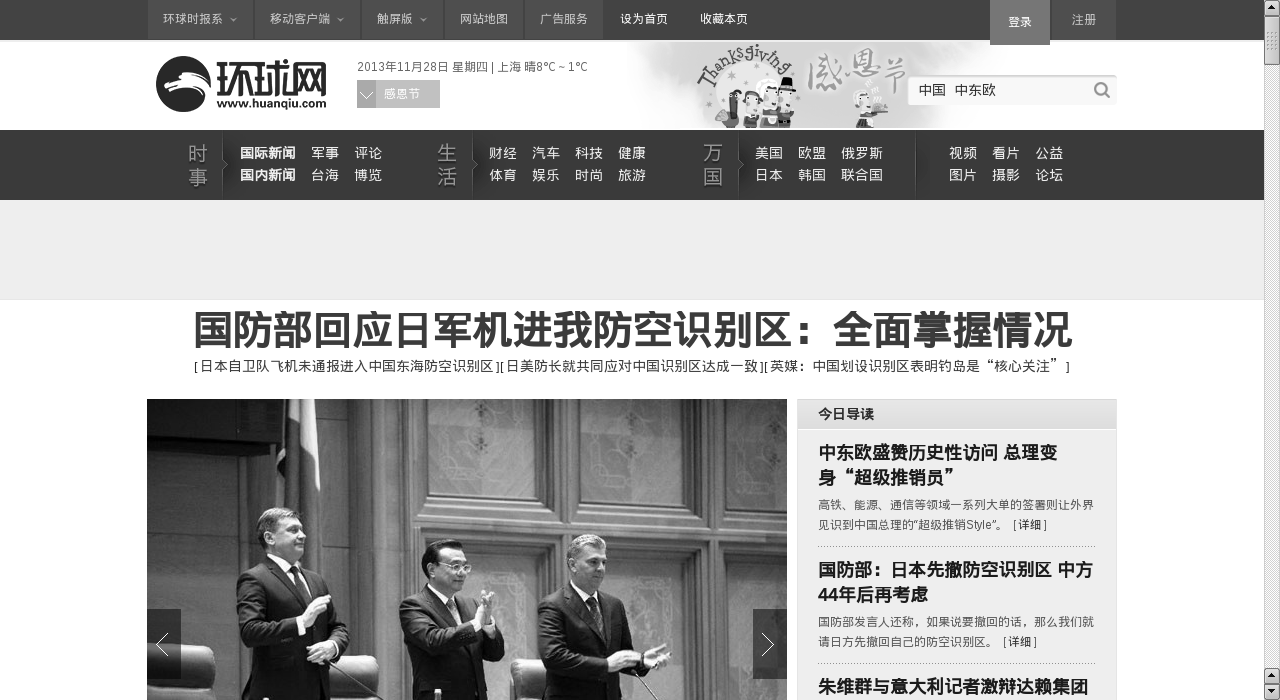 环球时报系 移动客户端 触屏版 网站地图 广告服务 设为首页 收藏本页 登录 注册
环球网
www.huanqiu.com
2013年11月28日 星期四 | 上海 晴8℃ ~ 1℃
感恩节
Thanksgiving
感恩节
中国 中东欧
时事 国际新闻 军事 评论 生活 财经 汽车 科技 健康 万国 美国 欧盟 俄罗斯 视频 看片 公益
国内新闻 台海 博览 体育 娱乐 时尚 旅游 日本 韩国 联合国 图片 摄影 论坛
国防部回应日军机进我防空识别区：全面掌握情况
[日本自卫队飞机未通报进入中国东海防空识别区][日美防长就共同应对中国识别区达成一致][英媒：中国划设识别区表明钓岛是“核心关注”]
今日导读
中东欧盛赞历史性访问 总理变
身“超级推销员”
高铁、能源、通信等领域一系列大单的签署则让外界
见识到中国总理的"超级推销Style"。 [详细]
国防部：日本先撤防空识别区 中方
44年后再考虑
国防部发言人还称，如果说要撤回的话，那么我们就
请日方先撤回自己的防空识别区。 [详细]
朱维群与意大利记者激辩达赖集团